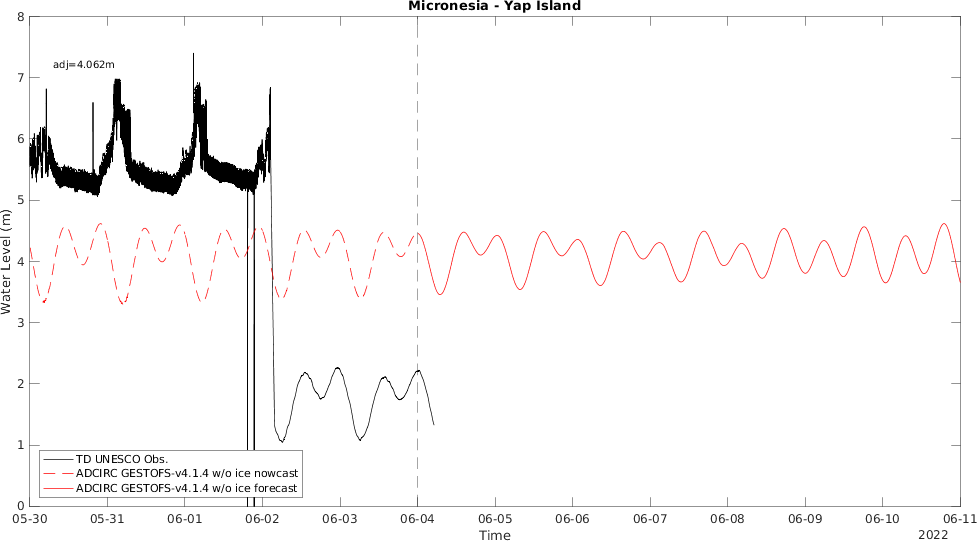 Micronesia - Yap Island
8
7
6
5
4
3
2
1
0
Water Level (m)
adj=4.062m
TD UNESCO Obs.
ADCIRC GESTOFS-v4.1.4 w/o ice nowcast
ADCIRC GESTOFS-v4.1.4 w/o ice forecast
05-30 05-31 06-01 06-02 06-03 06-04 06-05 06-06 06-07 06-08 06-09 06-10 06-11
Time
2022